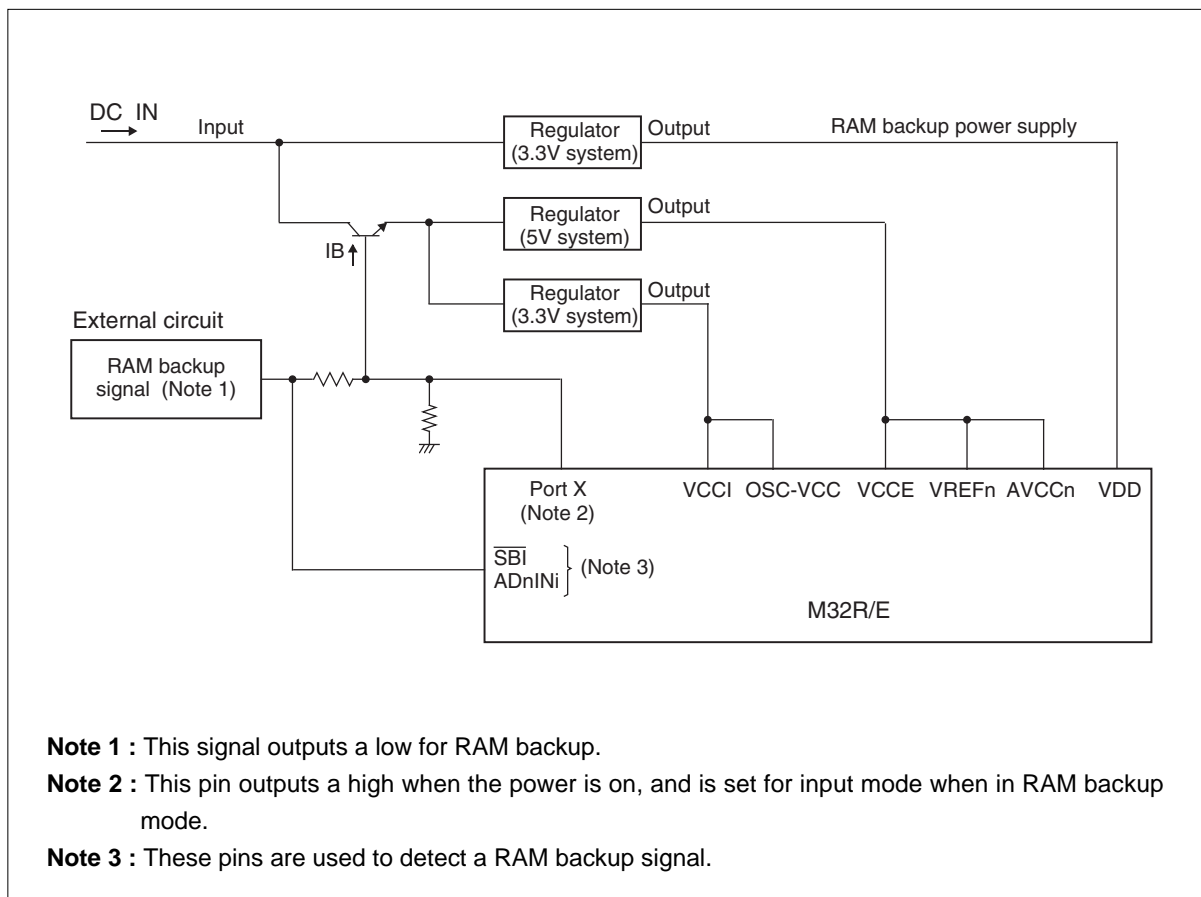 DC IN
Input
Regulator
(3.3V system)
Output
RAM backup power supply
Regulator
(5V system)
Output
IB
Regulator
(3.3V system)
Output
External circuit
RAM backup
signal (Note 1)
Port X
(Note 2)
VCCI
OSC-VCC
VCCE
VREFn
AVCCn
VDD
SBI
ADnINi
(Note 3)
M32R/E
Note 1 : This signal outputs a low for RAM backup.
Note 2 : This pin outputs a high when the power is on, and is set for input mode when in RAM backup
mode.
Note 3 : These pins are used to detect a RAM backup signal.